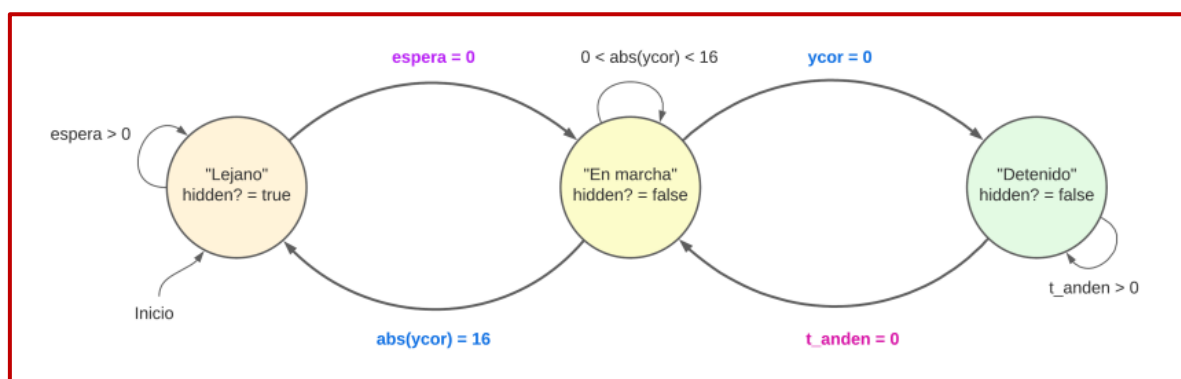 espera = 0
0 < abs(ycor) < 16
ycor = 0
espera > 0
"Lejano"
hidden? = true
"En marcha"
hidden? = false
"Detenido"
hidden? = false
Inicio
t_anden > 0
abs(ycor) = 16
t_anden = 0